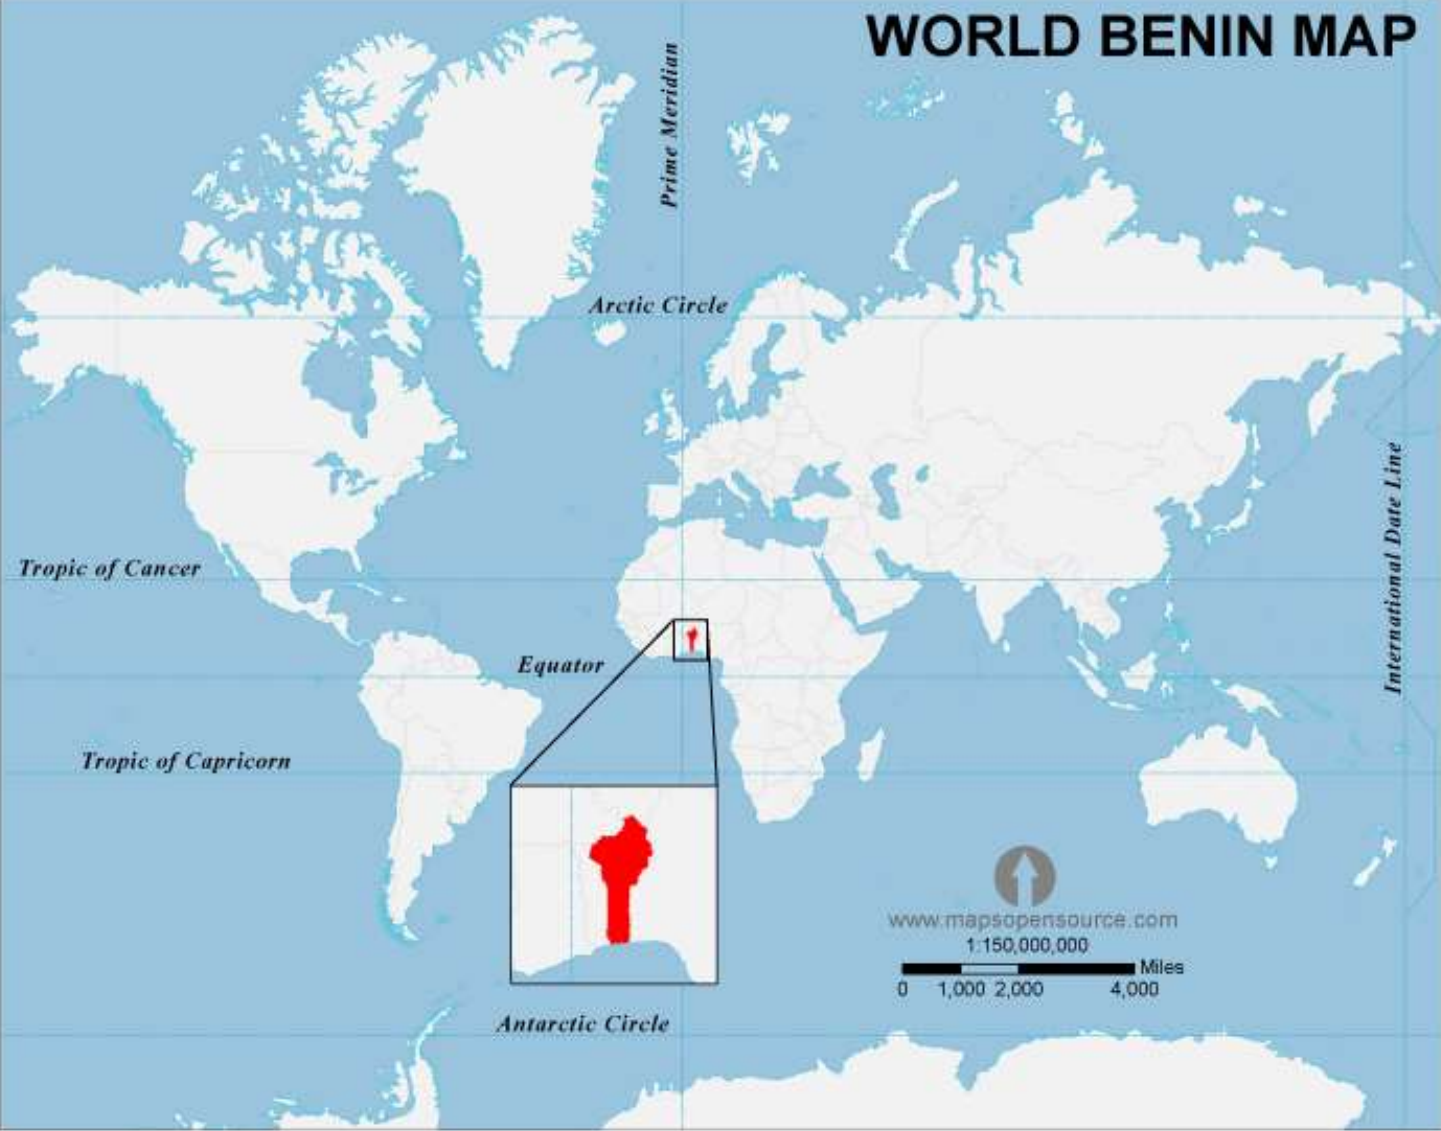 WORLD BENIN MAP
Prime Meridian
Arctic Circle
International Date Line
Tropic of Cancer
Equator
Tropic of Capricorn
www.mapsopensource.com
1:150,000,000
Miles
0 1,000 2,000 4,000
Antarctic Circle